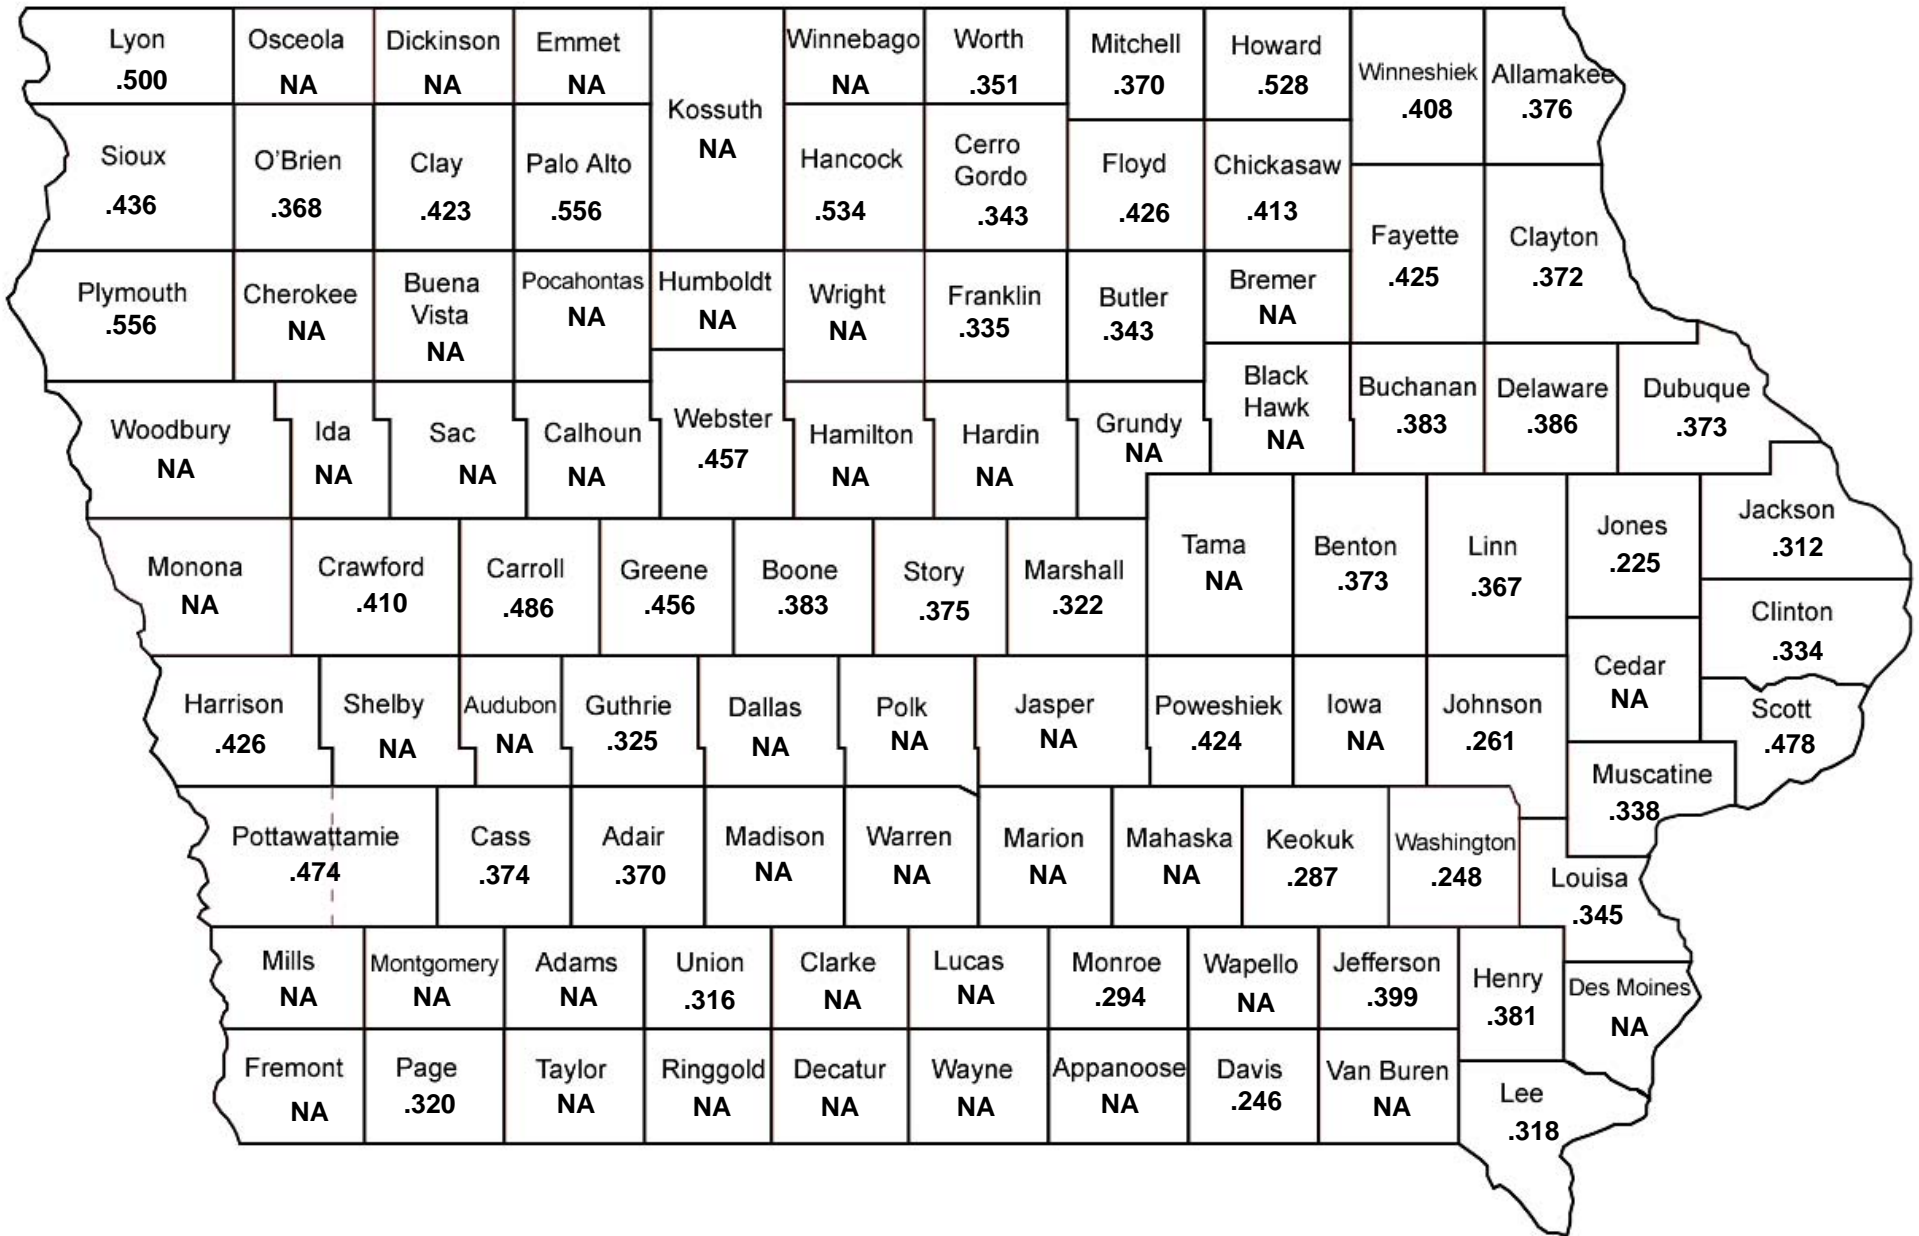 Lyon
.500
Osceola
NA
Dickinson
NA
Emmet
NA
Kossuth
NA
Winnebago
NA
Worth
.351
Mitchell
.370
Howard
.528
Winneshiek
.408
Allamakee
.376
Sioux
.436
O'Brien
.368
Clay
.423
Palo Alto
.556
Hancock
.534
Cerro
Gordo
.343
Floyd
.426
Chickasaw
.413
Fayette
.425
Clayton
.372
Plymouth
.556
Cherokee
NA
Buena
Vista
NA
Pocahontas
NA
Humboldt
NA
Wright
NA
Franklin
.335
Butler
.343
Bremer
NA
Woodbury
NA
Ida
NA
Sac
NA
Calhoun
NA
Webster
.457
Hamilton
NA
Hardin
NA
Grundy
NA
Black
Hawk
NA
Buchanan
.383
Delaware
.386
Dubuque
.373
Monona
NA
Crawford
.410
Carroll
.486
Greene
.456
Boone
.383
Story
.375
Marshall
.322
Tama
NA
Benton
.373
Linn
.367
Jones
.225
Jackson
.312
Clinton
.334
Harrison
.426
Shelby
NA
Audubon
NA
Guthrie
.325
Dallas
NA
Polk
NA
Jasper
NA
Poweshiek
.424
Iowa
NA
Johnson
.261
Cedar
NA
Scott
.478
Muscatine
.338
Pottawattamie
.474
Cass
.374
Adair
.370
Madison
NA
Warren
NA
Marion
NA
Mahaska
NA
Keokuk
.287
Washington
.248
Louisa
.345
Mills
NA
Montgomery
NA
Adams
NA
Union
.316
Clarke
NA
Lucas
NA
Monroe
.294
Wapello
NA
Jefferson
.399
Henry
.381
Des Moines
NA
Fremont
NA
Page
.320
Taylor
NA
Ringgold
NA
Decatur
NA
Wayne
NA
Appanoose
NA
Davis
.246
Van Buren
NA
Lee
.318